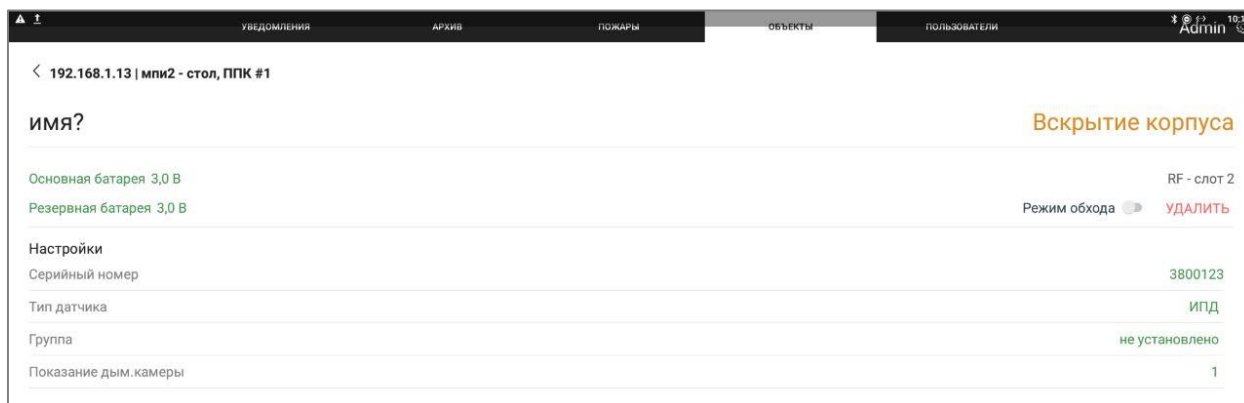 УВЕДОМЛЕНИЯ АРХИВ ПОЖАРЫ ОБЪЕКТЫ ПОЛЬЗОВАТЕЛИ Admin
192.168.1.13 | мпи2 - стол, ППК #1
имя? Вскрытие корпуса
Основная батарея 3,0 В RF - слот 2
Резервная батарея 3,0 В Режим обхода УДАЛИТЬ
Настройки
Серийный номер 3800123
Тип датчика ИПД
Группа не установлено
Показание дым.камеры 1